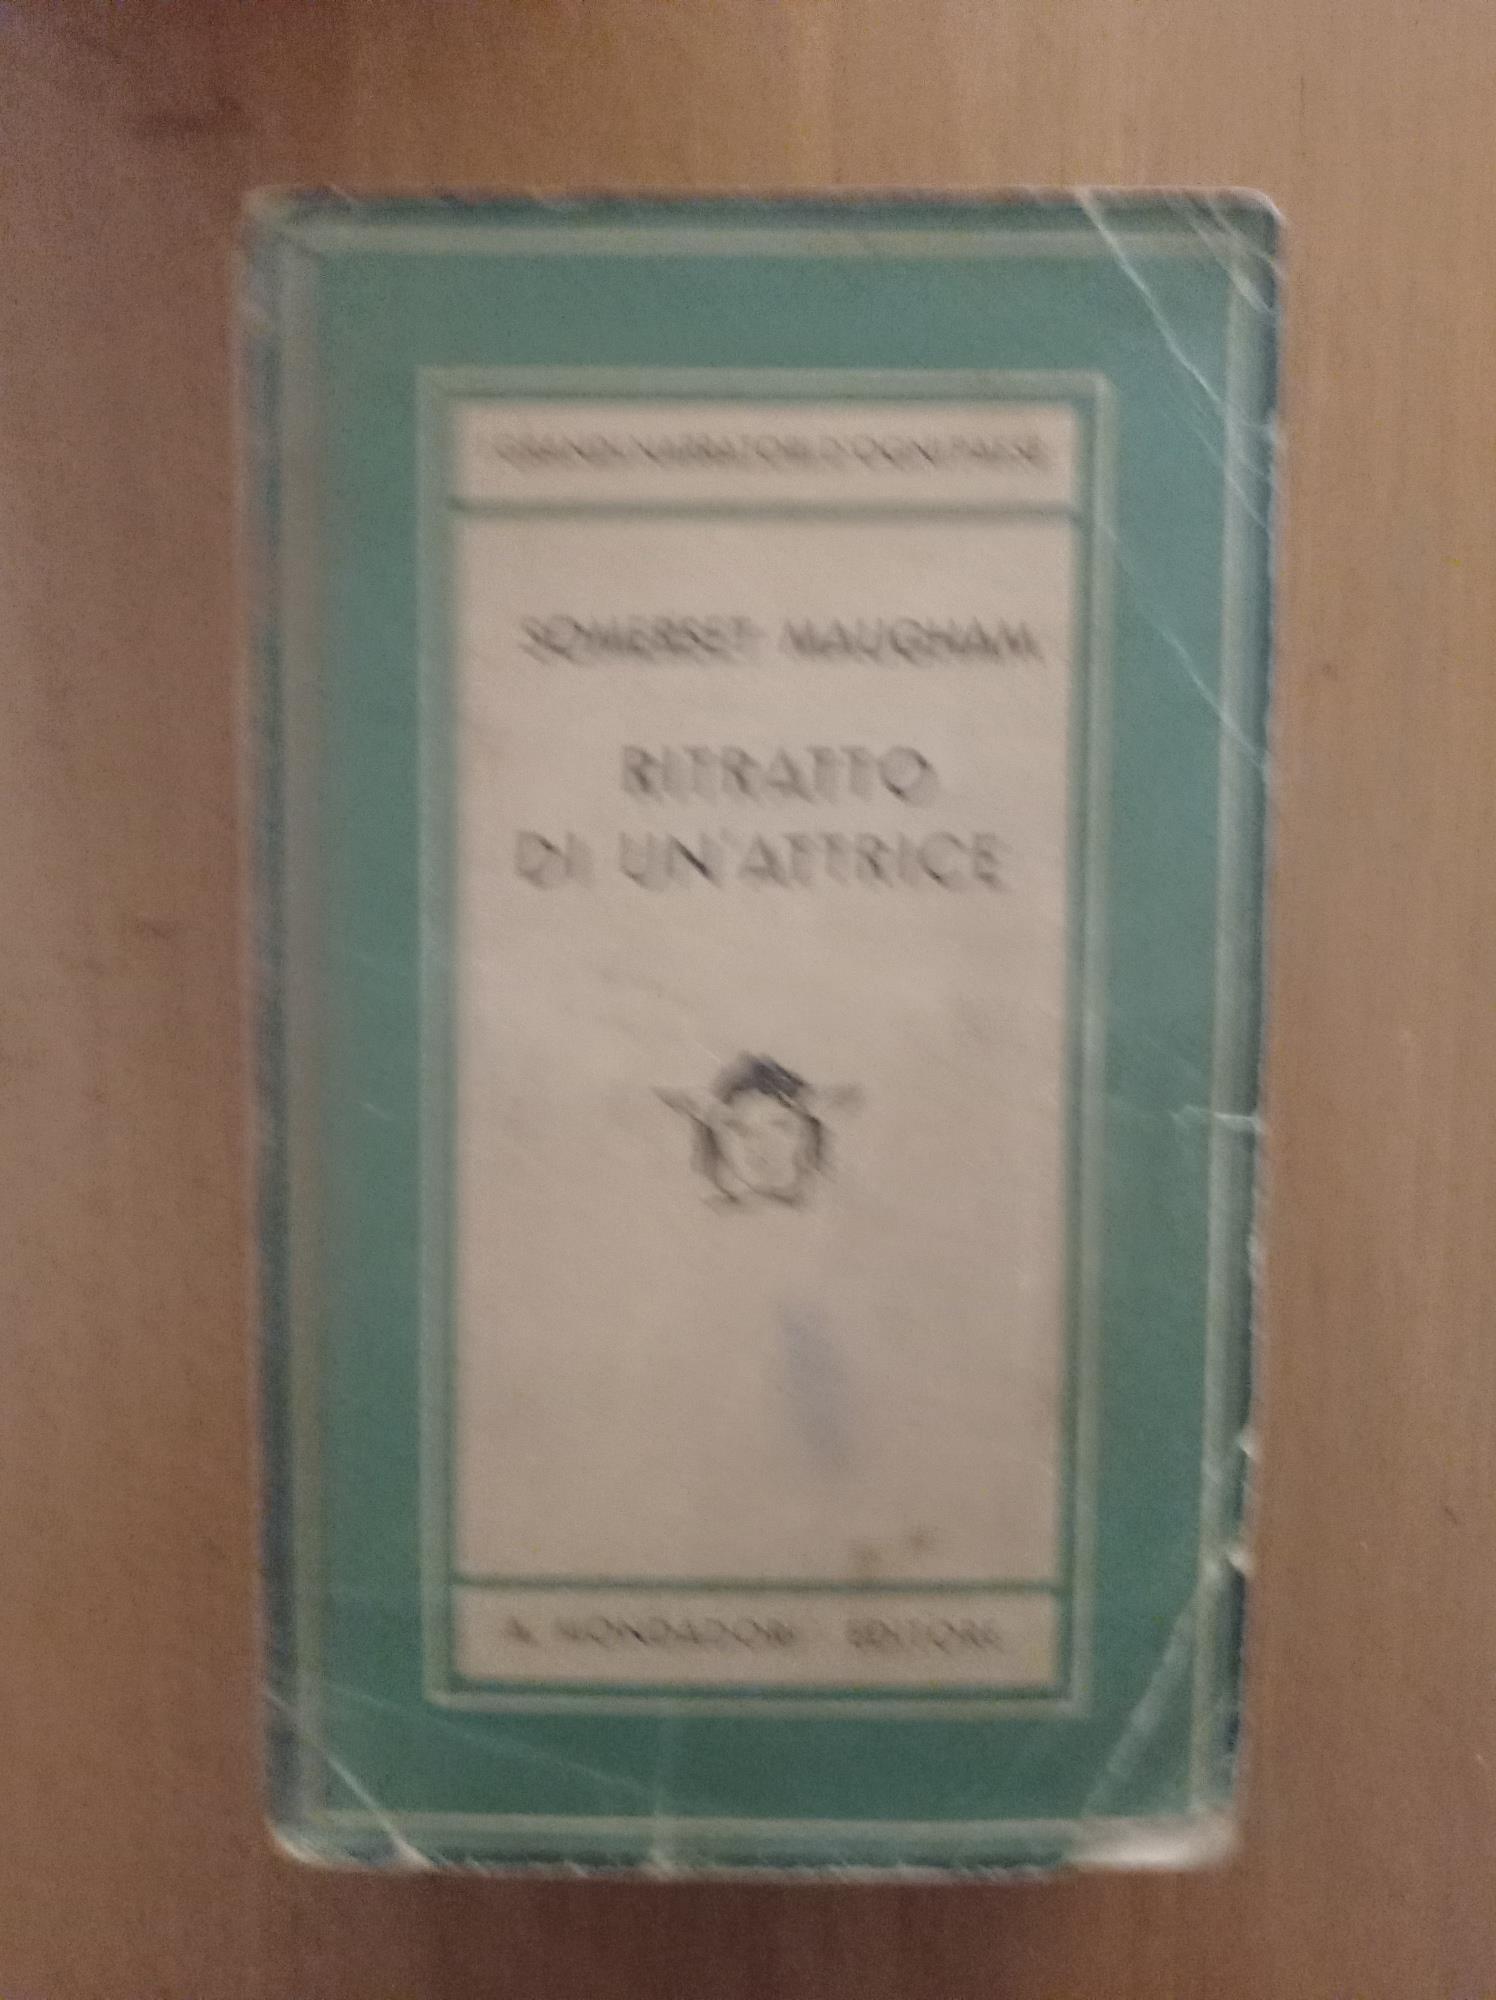 I GRANDI NARRATORI D'OGNI PAESE
SOMERSET MAUGHAM
RITRATTO
DI UN'ATTRICE
A. MONDADORI EDITORE